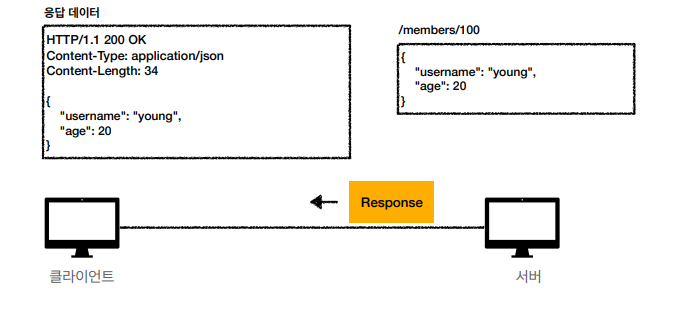 응답 데이터
HTTP/1.1 200 OK
Content-Type: application/json
Content-Length: 34
{
"username": "young",
"age": 20
}
/members/100
{
"username": "young",
"age": 20
}
Response
클라이언트
서버